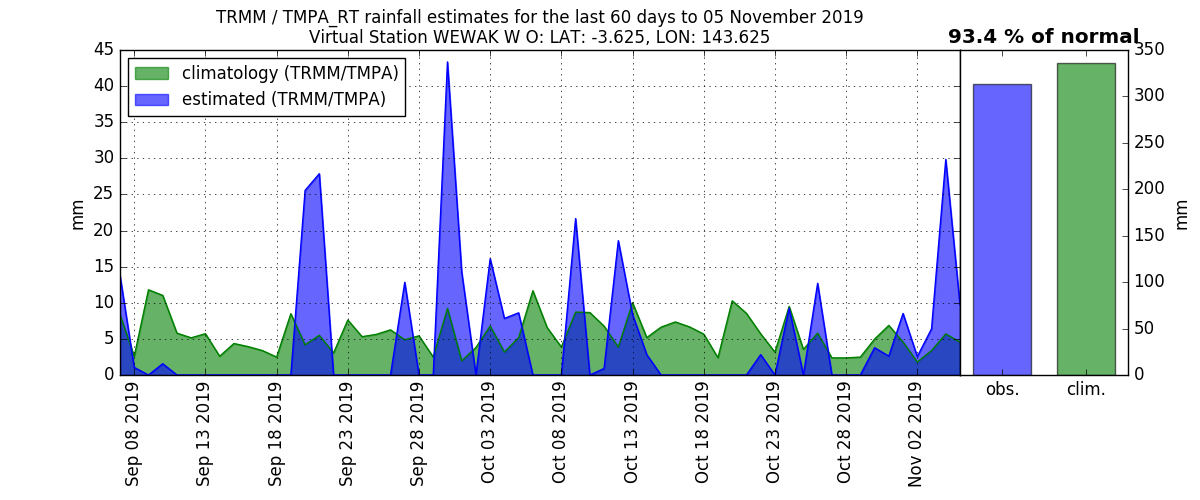 TRMM / TMPA_RT rainfall estimates for the last 60 days to 05 November 2019
Virtual Station WEWAK W O: LAT: -3.625, LON: 143.625
93.4 % of normal
climatology (TRMM/TMPA)
estimated (TRMM/TMPA)
mm
45
40
35
30
25
20
15
10
5
0
Sep 08 2019
Sep 13 2019
Sep 18 2019
Sep 23 2019
Sep 28 2019
Oct 03 2019
Oct 08 2019
Oct 13 2019
Oct 18 2019
Oct 23 2019
Oct 28 2019
Nov 02 2019
obs.
clim.
350
300
250
200
150
100
50
0
mm